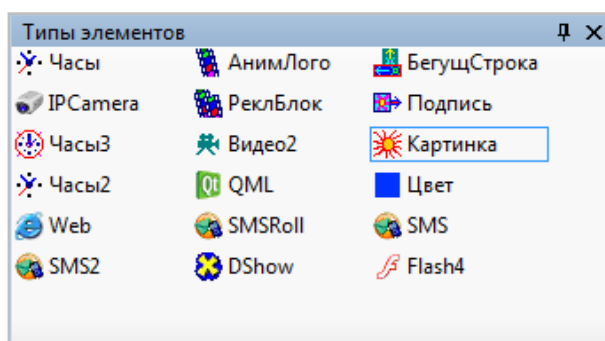 Типы элементов
Часы АнимЛого БегущСтрока
IPCamera РеклБлок Подпись
Часы3 Видео2 Картинка
Часы2 QML Цвет
Web SMSRoll SMS
SMS2 DShow Flash4